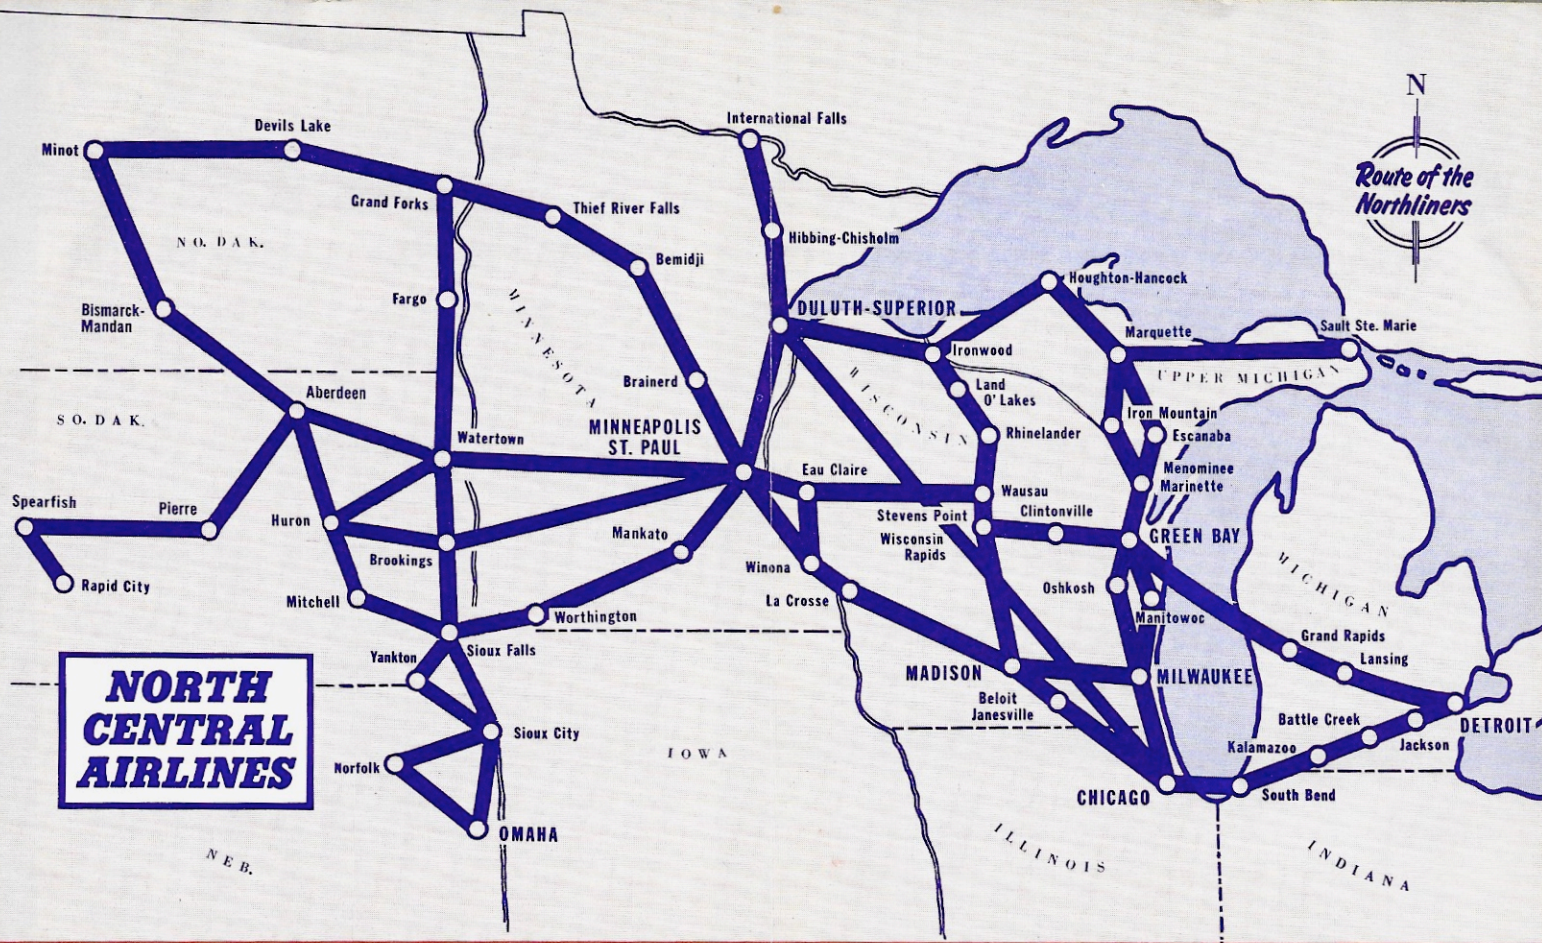 N
Route of the
Northliners
International Falls
Devils Lake
Minot
Grand Forks
Thief River Falls
Hibbing-Chisholm
NO. DAK.
Bemidji
Fargo
Houghton-Hancock
Bismarck-
Mandan
MINNESOTA
DULUTH-SUPERIOR
Marquette
Sault Ste. Marie
Ironwood
UPPER MICHIGAN
Brainerd
WISCONSIN
Land
O' Lakes
Aberdeen
SO. DAK.
Iron Mountain
MINNEAPOLIS
ST. PAUL
Rhinelander
Escanaba
Watertown
Eau Claire
Menominee
Marinette
Wausau
Spearfish
Pierre
Huron
Stevens Point
Clintonville
Mankato
Wisconsin
Rapids
GREEN BAY
Brookings
Winona
MICHIGAN
Rapid City
Oshkosh
Mitchell
La Crosse
Worthington
Manitowoc
Grand Rapids
Yankton
Sioux Falls
Lansing
MADISON
MILWAUKEE
NORTH
CENTRAL
AIRLINES
Beloit
Janesville
Battle Creek
DETROIT
Sioux City
Kalamazoo
Jackson
IOWA
Norfolk
CHICAGO
South Bend
OMAHA
NEB.
ILLINOIS
INDIANA